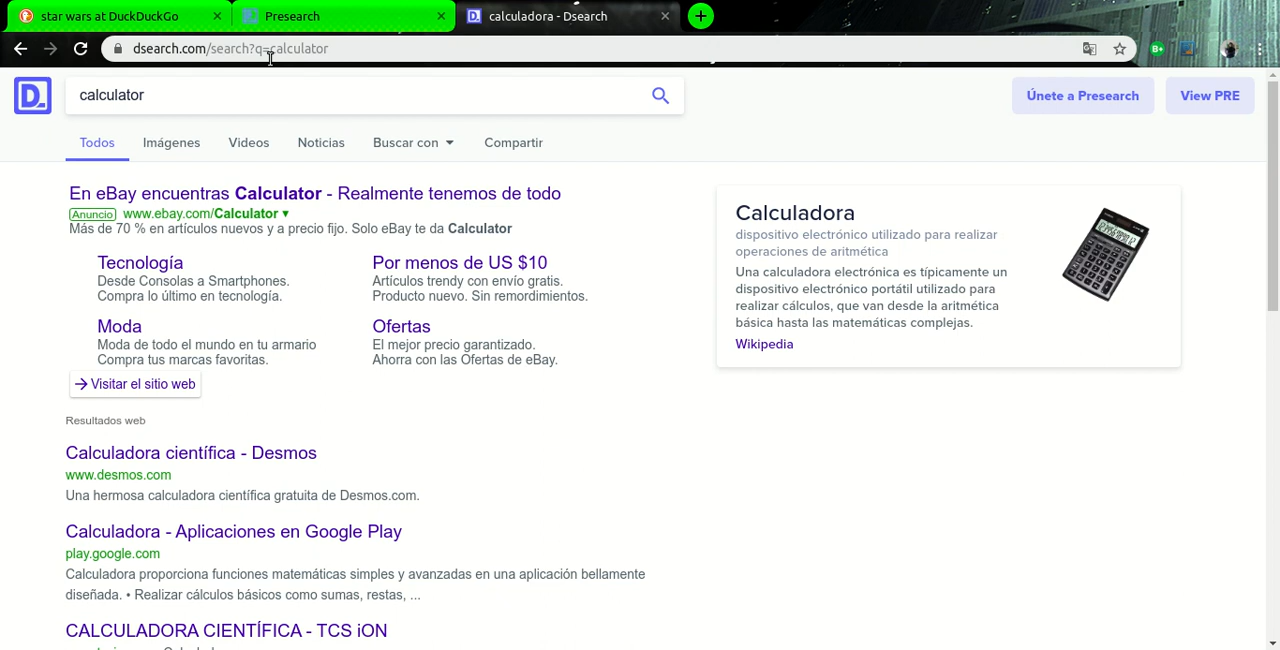 star wars at DuckDuckGo
Presearch
calculadora - Dsearch
dsearch.com/search?q=calculator
D.
calculator
Únete a Presearch
View PRE
Todos
Imágenes
Videos
Noticias
Buscar con
Compartir
En eBay encuentras Calculator - Realmente tenemos de todo
Anuncio www.ebay.com/Calculator
Más de 70 % en artículos nuevos y a precio fijo. Solo eBay te da Calculator
Tecnología
Desde Consolas a Smartphones.
Compra lo último en tecnología.
Por menos de US $10
Artículos trendy con envío gratis.
Producto nuevo. Sin remordimientos.
Moda
Moda de todo el mundo en tu armario
Compra tus marcas favoritas.
Ofertas
El mejor precio garantizado.
Ahorra con las Ofertas de eBay.
Visitar el sitio web
Calculadora
dispositivo electrónico utilizado para realizar
operaciones de aritmética
Una calculadora electrónica es típicamente un
dispositivo electrónico portátil utilizado para
realizar cálculos, que van desde la aritmética
básica hasta las matemáticas complejas.
Wikipedia
Resultados web
Calculadora científica - Desmos
www.desmos.com
Una hermosa calculadora científica gratuita de Desmos.com.
Calculadora - Aplicaciones en Google Play
play.google.com
Calculadora proporciona funciones matemáticas simples y avanzadas en una aplicación bellamente
diseñada. • Realizar cálculos básicos como sumas, restas, ...
CALCULADORA CIENTÍFICA - TCS iON